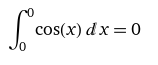 ∫₀⁰ cos(x) dx = 0